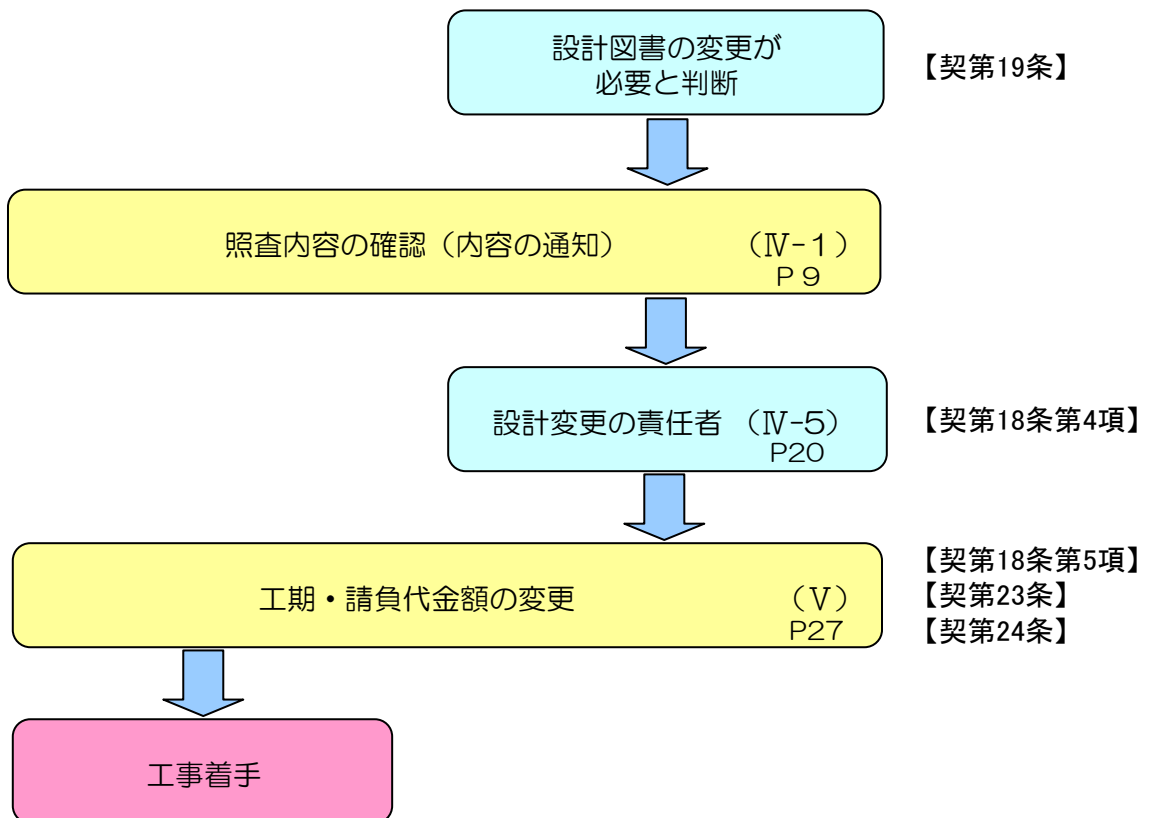 設計図書の変更が
必要と判断
【契第19条】
照査内容の確認(内容の通知) (Ⅳ-1)
P9
設計変更の責任者 (Ⅳ-5)
P20
【契第18条第4項】
工期・請負代金額の変更 (Ⅴ)
P27
【契第18条第5項】
【契第23条】
【契第24条】
工事着手